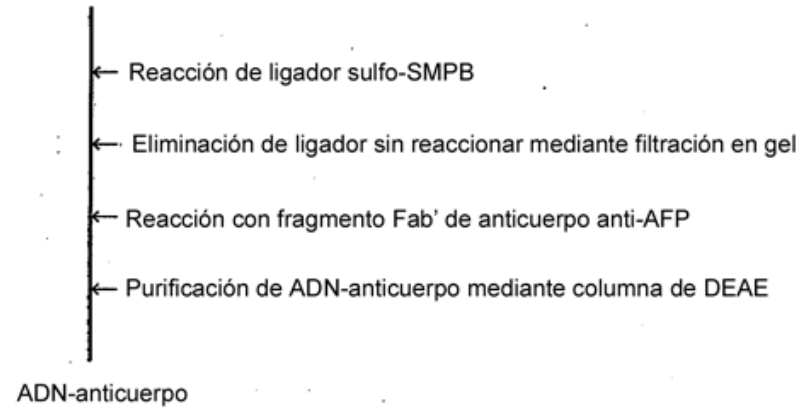 Reacción de ligador sulfo-SMPB
Eliminación de ligador sin reaccionar mediante filtración en gel
Reacción con fragmento Fab' de anticuerpo anti-AFP
Purificación de ADN-anticuerpo mediante columna de DEAE
ADN-anticuerpo